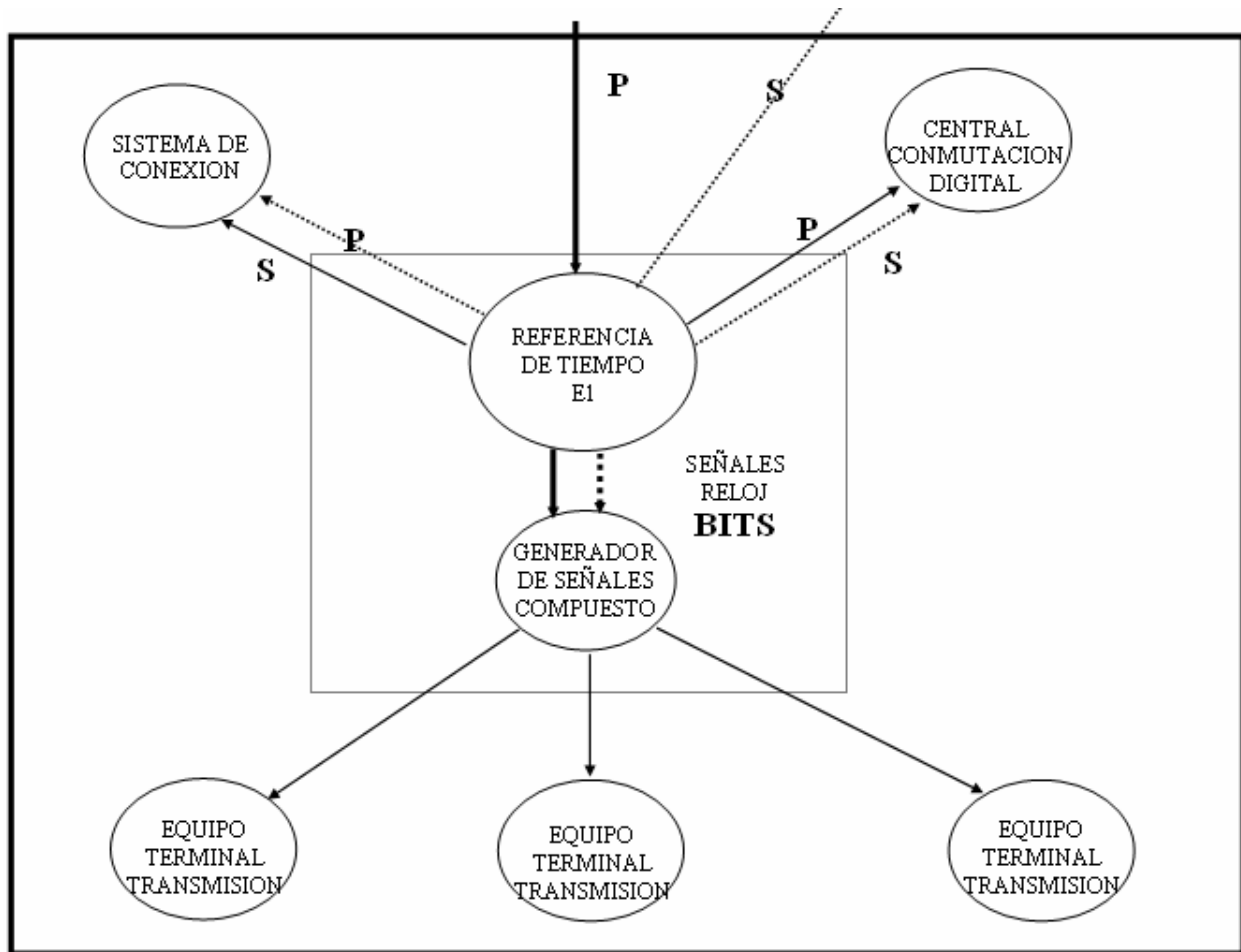 P
S
SISTEMA DE
CONEXION
CENTRAL
CONMUTACION
DIGITAL
P
S
P
S
REFERENCIA
DE TIEMPO
E1
SEÑALES
RELOJ
BITS
GENERADOR
DE SEÑALES
COMPUESTO
EQUIPO
TERMINAL
TRANSMISION
EQUIPO
TERMINAL
TRANSMISION
EQUIPO
TERMINAL
TRANSMISION